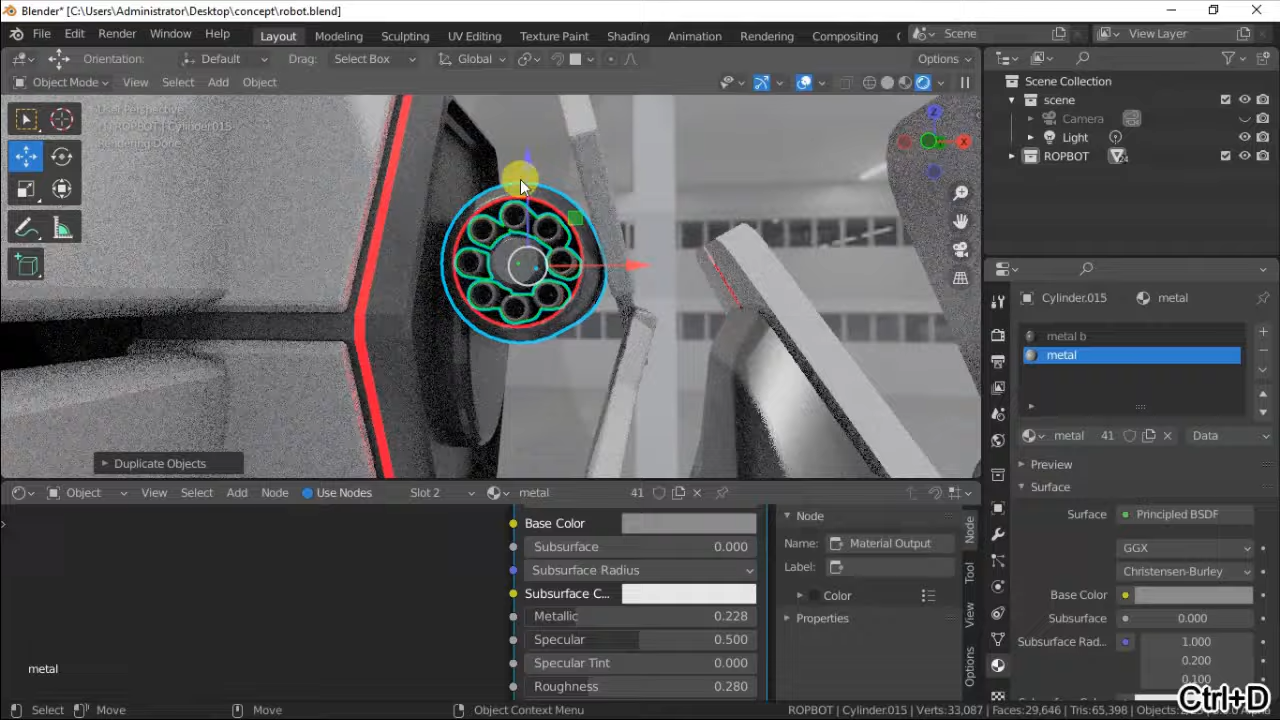 Blender* [C:\Users\Administrator\Desktop\concept\robot.blend]
File Edit Render Window Help Layout Modeling Sculpting UV Editing Texture Paint Shading Animation Rendering Compositing Scene View Layer
Orientation: Default Drag: Select Box Global Options
Object Mode View Select Add Object
User Perspective
(1) ROPBOT | Cylinder.015
Rendering Done
Z
X
Scene Collection
scene
Camera
Light
ROPBOT
Cylinder.015 metal
metal b
metal
metal 41 Data
Preview
Surface
Surface Principled BSDF
GGX
Christensen-Burley
Base Color
Subsurface 0.000
Subsurface Rad.. 1.000
0.200
0.100
Duplicate Objects
Object View Select Add Node Use Nodes Slot 2 metal 41
Base Color
Subsurface 0.000
Subsurface Radius
Subsurface C...
Metallic 0.228
Specular 0.500
Specular Tint 0.000
Roughness 0.280
metal
Node
Name: Material Output
Label:
Color
Properties
Node
Tool
View
Options
Ctrl+D
Select Move Move Object Context Menu ROPBOT | Cylinder.015 | Verts:33,087 | Faces:29,646 | Tris:65,398 | Objects: